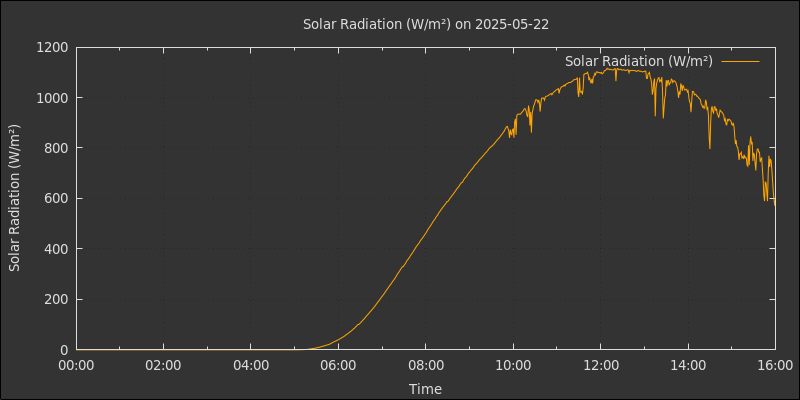 Solar Radiation (W/m²) on 2025-05-22
Solar Radiation (W/m²)
Solar Radiation (W/m²)
1200
1000
800
600
400
200
0
00:00 02:00 04:00 06:00 08:00 10:00 12:00 14:00 16:00
Time